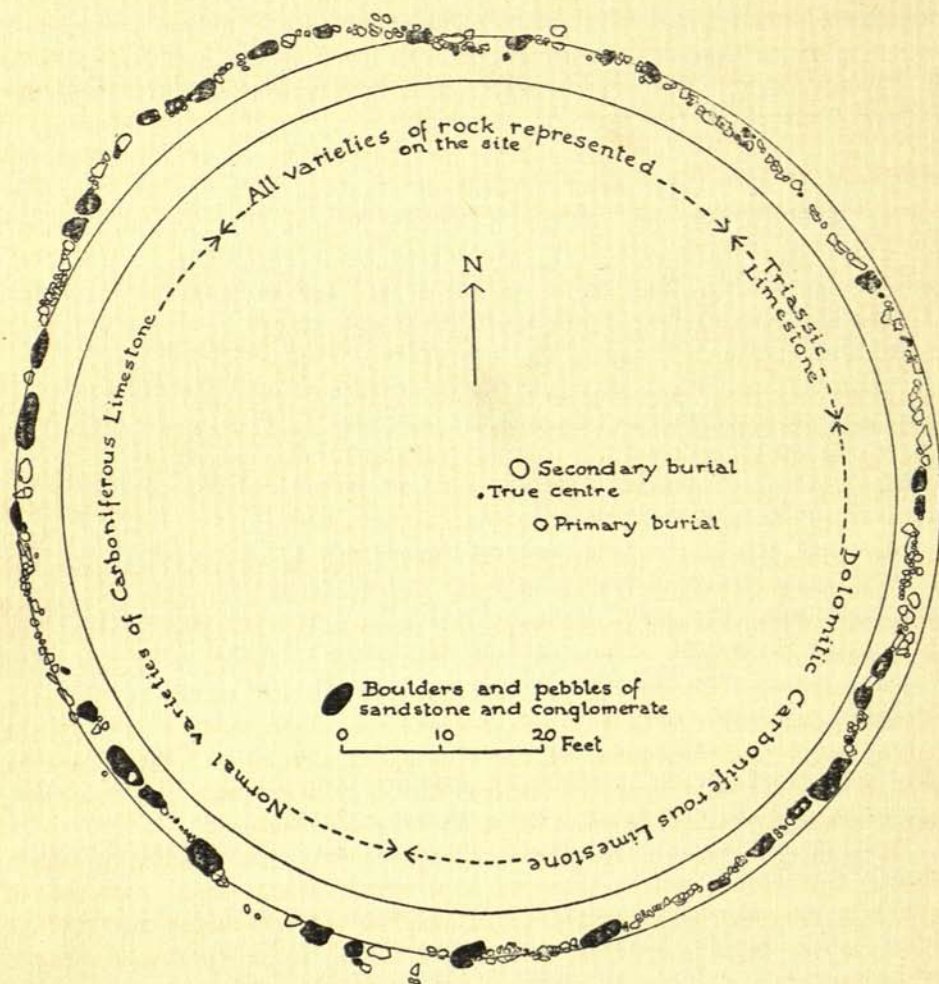 All varieties of rock represented
on the site
N
Triassic
Limestone
Secondary burial
True centre
Primary burial
Dolomitic Carboniferous Limestone
Normal varieties of Carboniferous Limestone
Boulders and pebbles of
sandstone and conglomerate
0 10 20 Feet